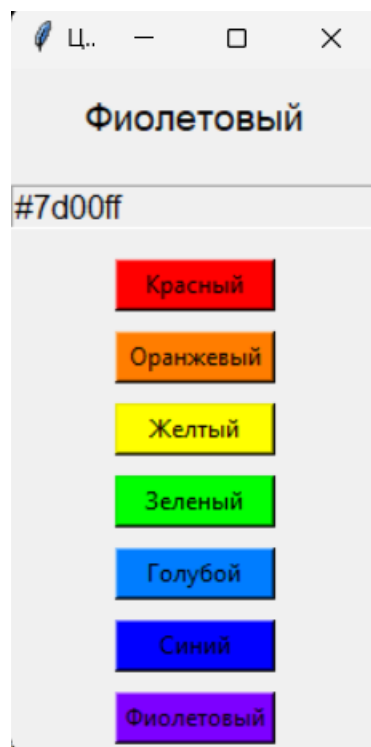 Ц..
Фиолетовый
#7d00ff
Красный
Оранжевый
Желтый
Зеленый
Голубой
Синий
Фиолетовый